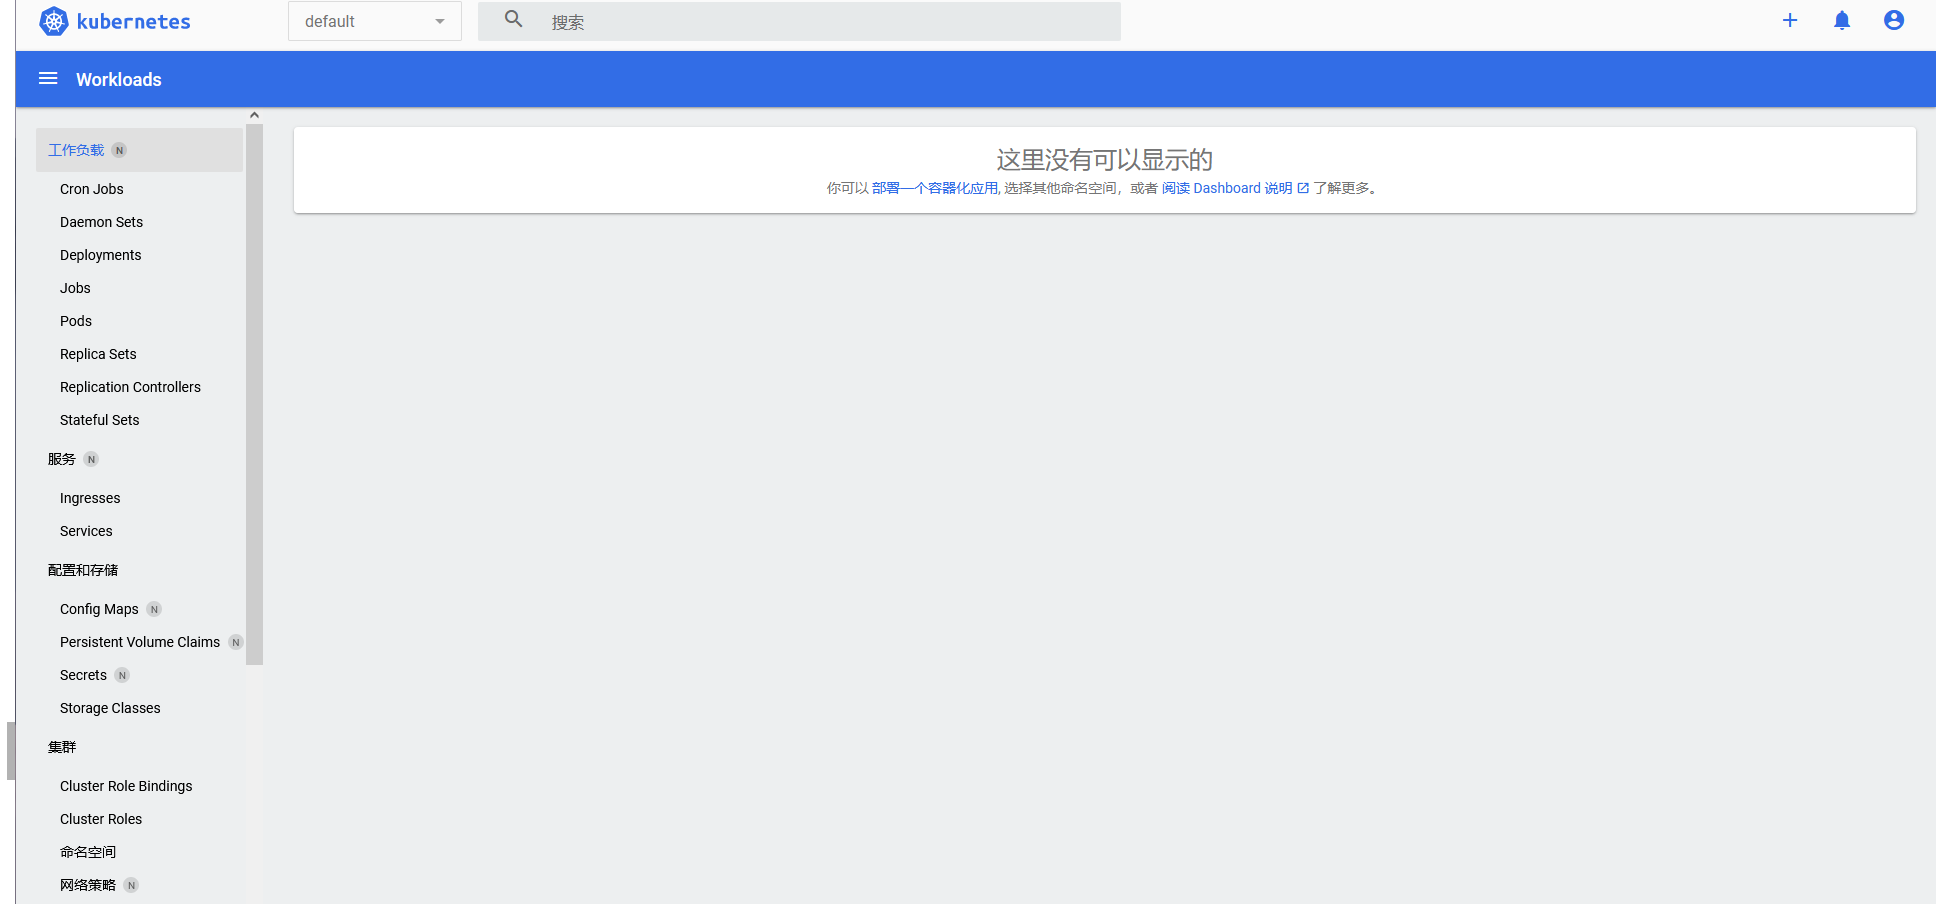 kubernetes
default
搜索
Workloads
工作负载 N
Cron Jobs
Daemon Sets
Deployments
Jobs
Pods
Replica Sets
Replication Controllers
Stateful Sets
服务 N
Ingresses
Services
配置和存储
Config Maps N
Persistent Volume Claims N
Secrets N
Storage Classes
集群
Cluster Role Bindings
Cluster Roles
命名空间
网络策略 N
这里没有可以显示的
你可以 部署一个容器化应用, 选择其他命名空间，或者 阅读 Dashboard 说明 了解更多。